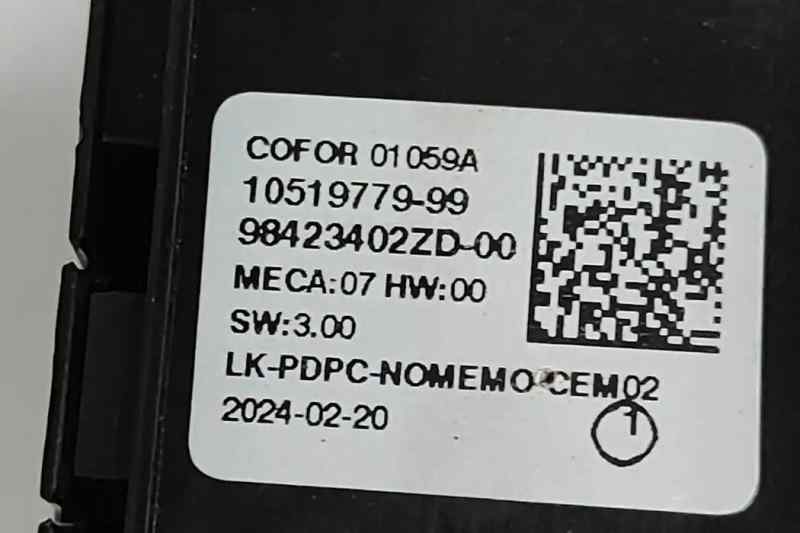 COFOR 01059A
10519779-99
98423402ZD-00
MECA:07 HW:00
SW:3.00
LK-PDPC-NOMEMO-CEM02
2024-02-20
1